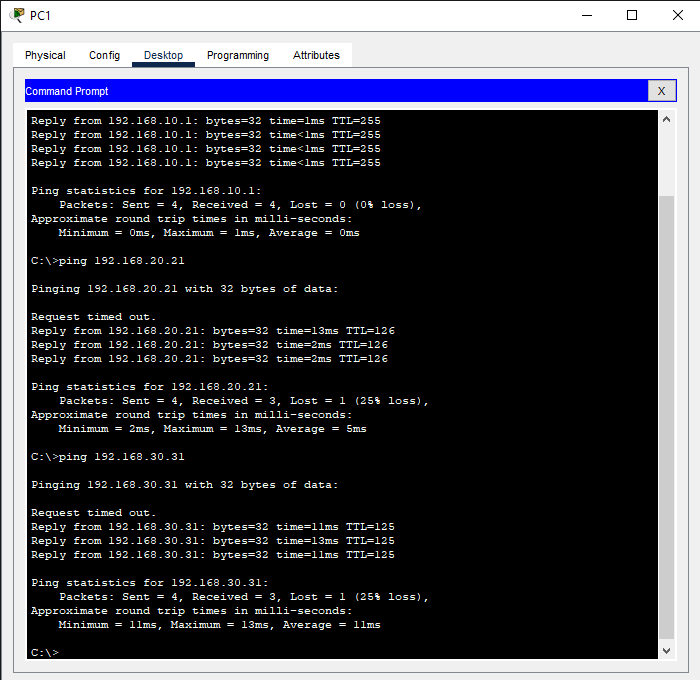 PC1
Physical Config Desktop Programming Attributes
Command Prompt X
Reply from 192.168.10.1: bytes=32 time=1ms TTL=255
Reply from 192.168.10.1: bytes=32 time<1ms TTL=255
Reply from 192.168.10.1: bytes=32 time<1ms TTL=255
Reply from 192.168.10.1: bytes=32 time<1ms TTL=255
Ping statistics for 192.168.10.1:
Packets: Sent = 4, Received = 4, Lost = 0 (0% loss),
Approximate round trip times in milli-seconds:
Minimum = 0ms, Maximum = 1ms, Average = 0ms
C:\>ping 192.168.20.21
Pinging 192.168.20.21 with 32 bytes of data:
Request timed out.
Reply from 192.168.20.21: bytes=32 time=13ms TTL=126
Reply from 192.168.20.21: bytes=32 time=2ms TTL=126
Reply from 192.168.20.21: bytes=32 time=2ms TTL=126
Ping statistics for 192.168.20.21:
Packets: Sent = 4, Received = 3, Lost = 1 (25% loss),
Approximate round trip times in milli-seconds:
Minimum = 2ms, Maximum = 13ms, Average = 5ms
C:\>ping 192.168.30.31
Pinging 192.168.30.31 with 32 bytes of data:
Request timed out.
Reply from 192.168.30.31: bytes=32 time=11ms TTL=125
Reply from 192.168.30.31: bytes=32 time=13ms TTL=125
Reply from 192.168.30.31: bytes=32 time=11ms TTL=125
Ping statistics for 192.168.30.31:
Packets: Sent = 4, Received = 3, Lost = 1 (25% loss),
Approximate round trip times in milli-seconds:
Minimum = 11ms, Maximum = 13ms, Average = 11ms
C:\>